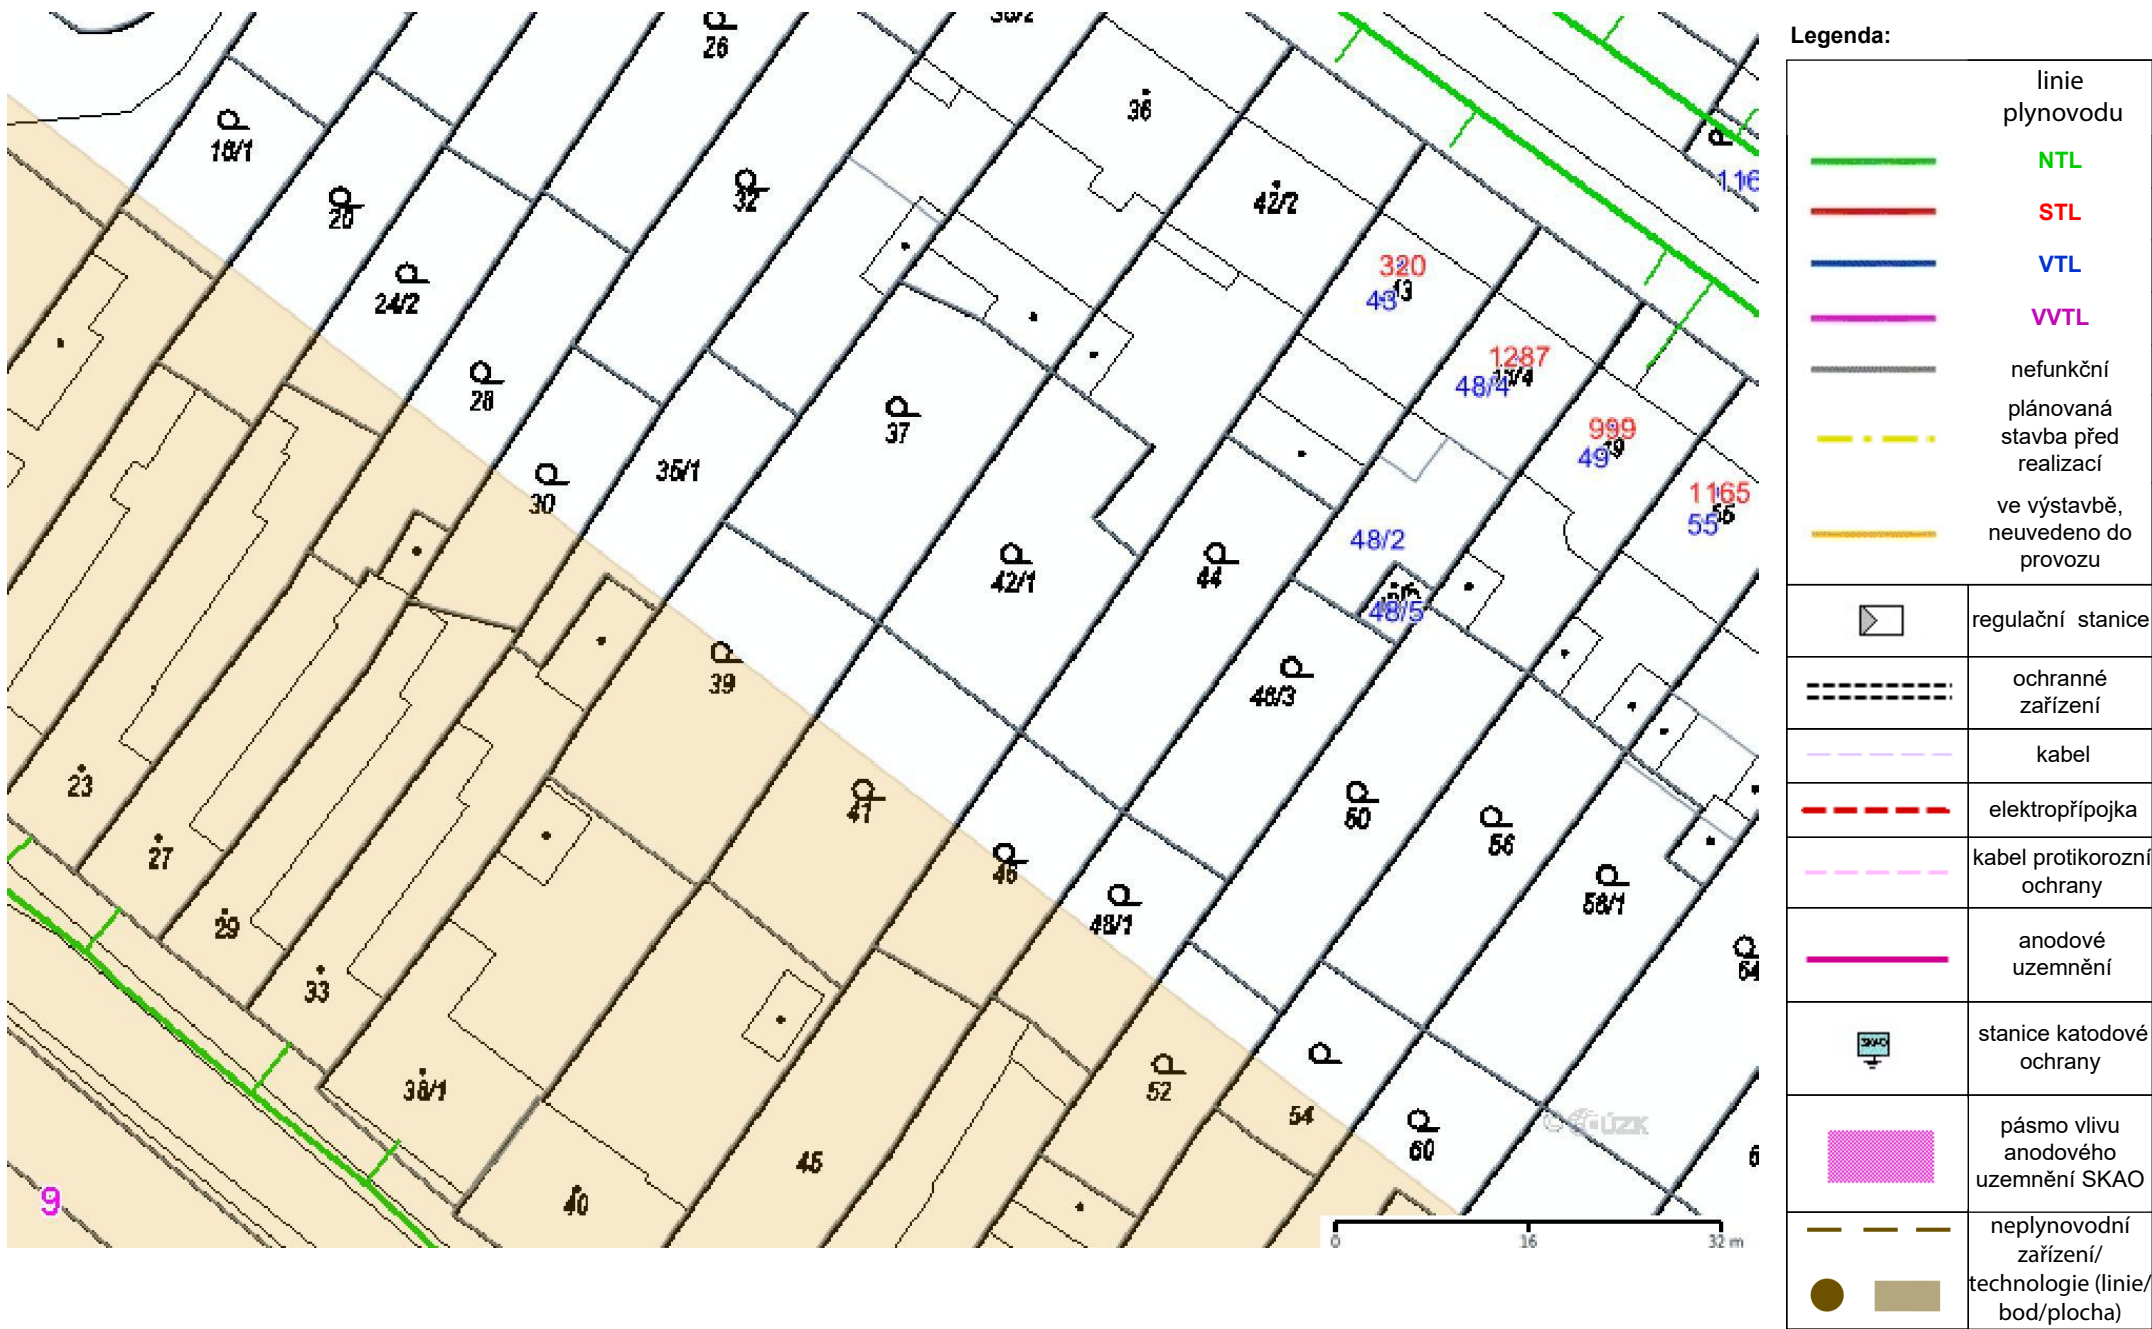 26
36
18/1
20
32
42/2
24/2
320
43
28
37
1287
48/4
35/1
30
999
49
1165
55
42/1
44
48/2
48/5
39
48/3
23
41
50
56
27
46
48/1
58/1
29
33
38/1
52
54
60
45
40
9
ÚZK
0 16 32 m
Legenda:
linie
plynovodu
NTL
STL
VTL
VVTL
nefunkční
plánovaná
stavba před
realizací
ve výstavbě,
neuvedeno do
provozu
regulační stanice
ochranné
zařízení
kabel
elektropřípojka
kabel protikorozní
ochrany
anodové
uzemnění
SKAO
stanice katodové
ochrany
pásmo vlivu
anodového
uzemnění SKAO
neplynovodní
zařízení/
technologie (linie/
bod/plocha)